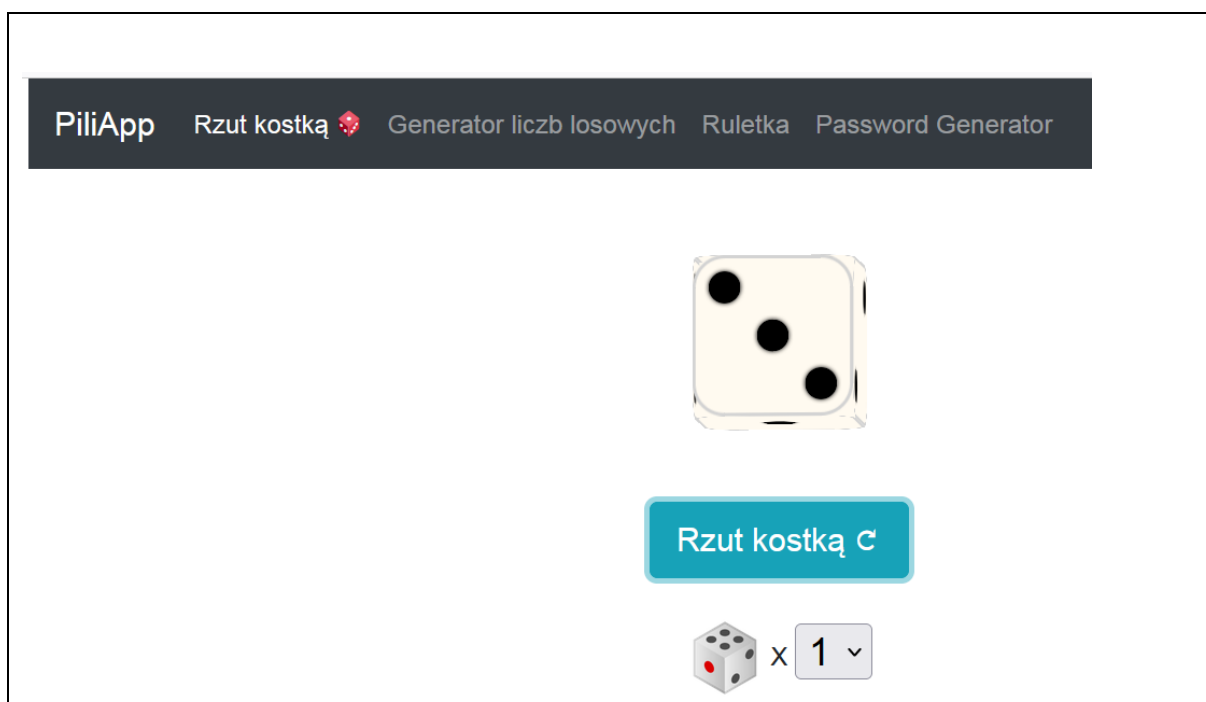 PiliApp Rzut kostką Generator liczb losowych Ruletka Password Generator
Rzut kostką
x 1